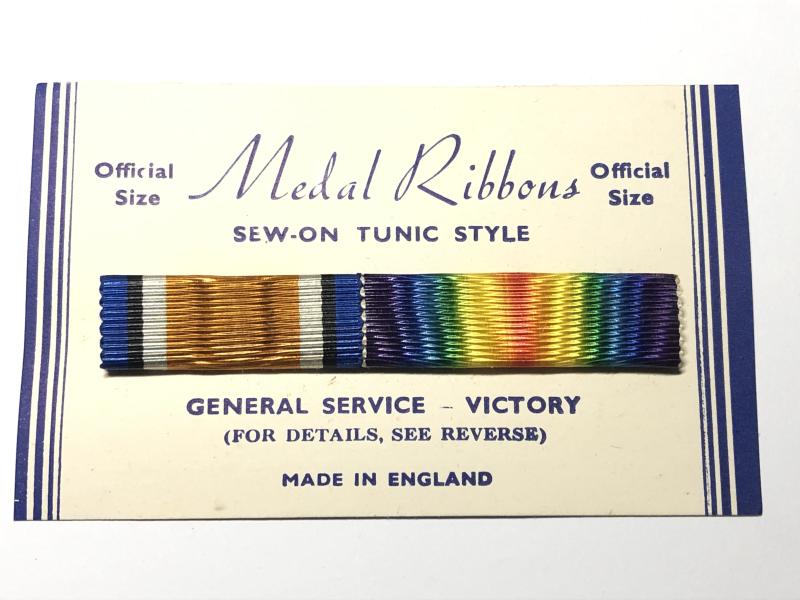 Official Size
Medal Ribbons
Official Size
SEW-ON TUNIC STYLE
GENERAL SERVICE - VICTORY
(FOR DETAILS, SEE REVERSE)
MADE IN ENGLAND